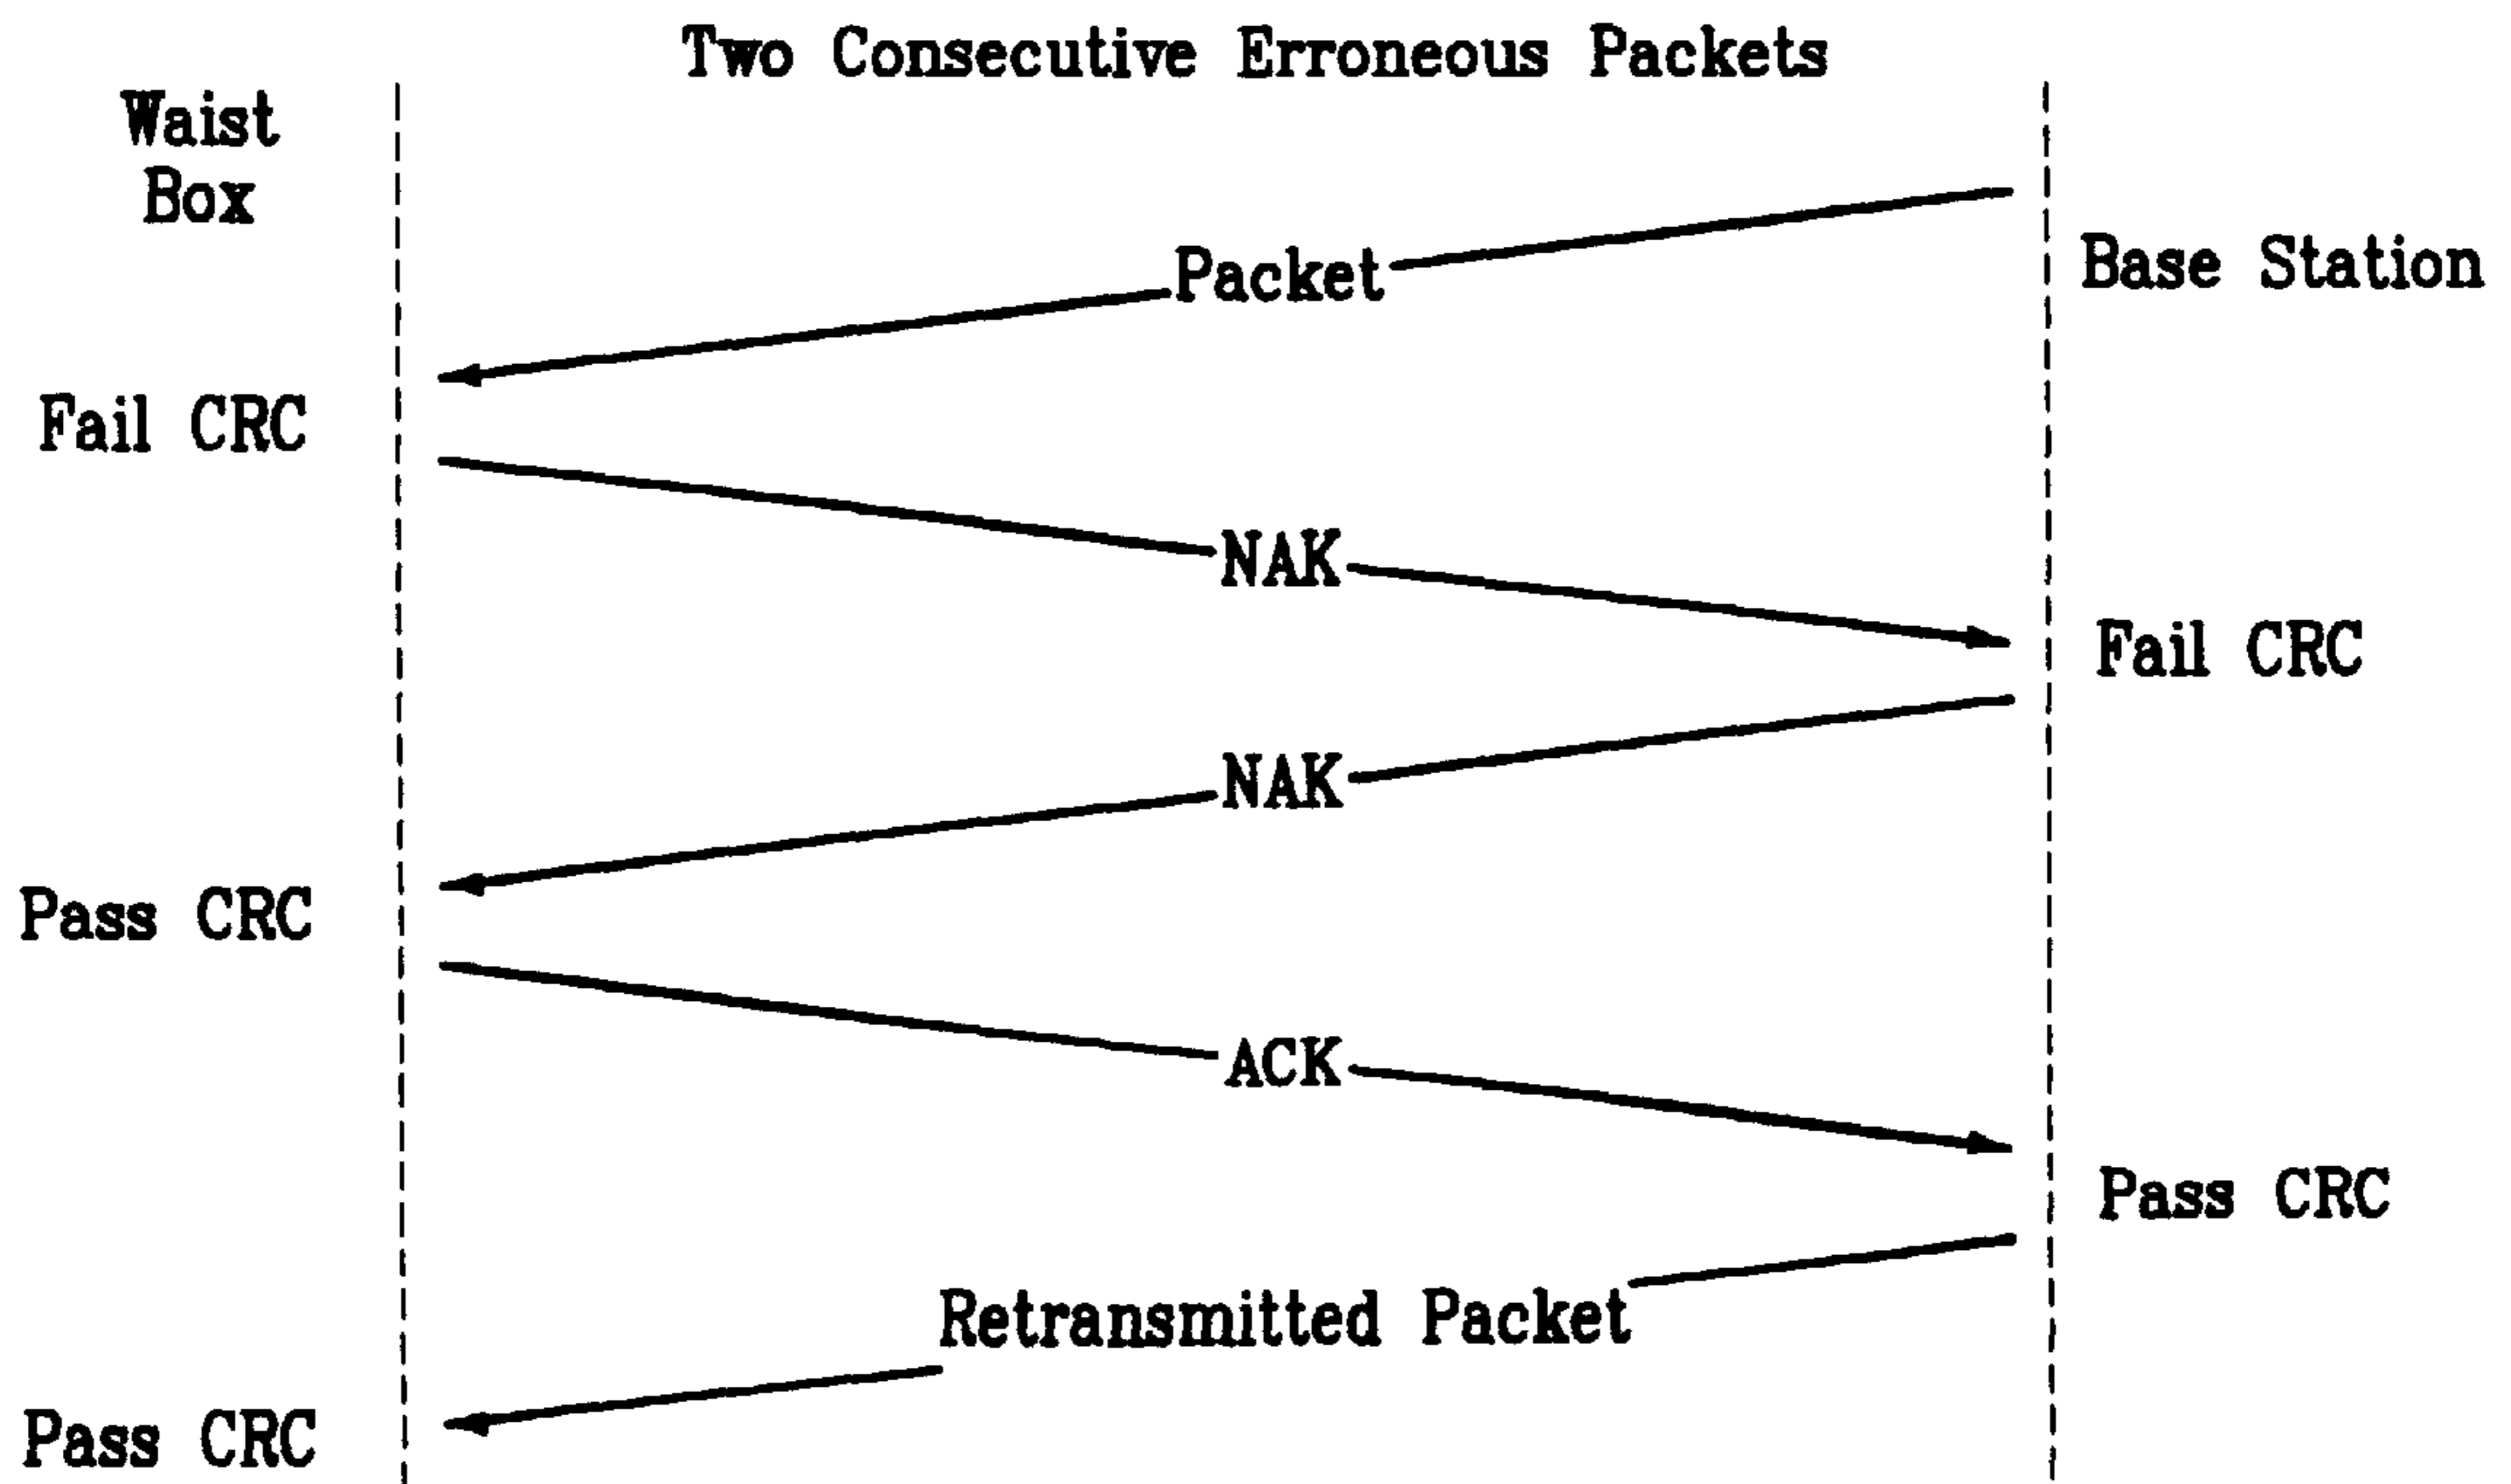 Two Consecutive Erroneous Packets
Waist
Box
Base Station
Packet
Fail CRC
NAK
Fail CRC
NAK
Pass CRC
ACK
Pass CRC
Retransmitted Packet
Pass CRC